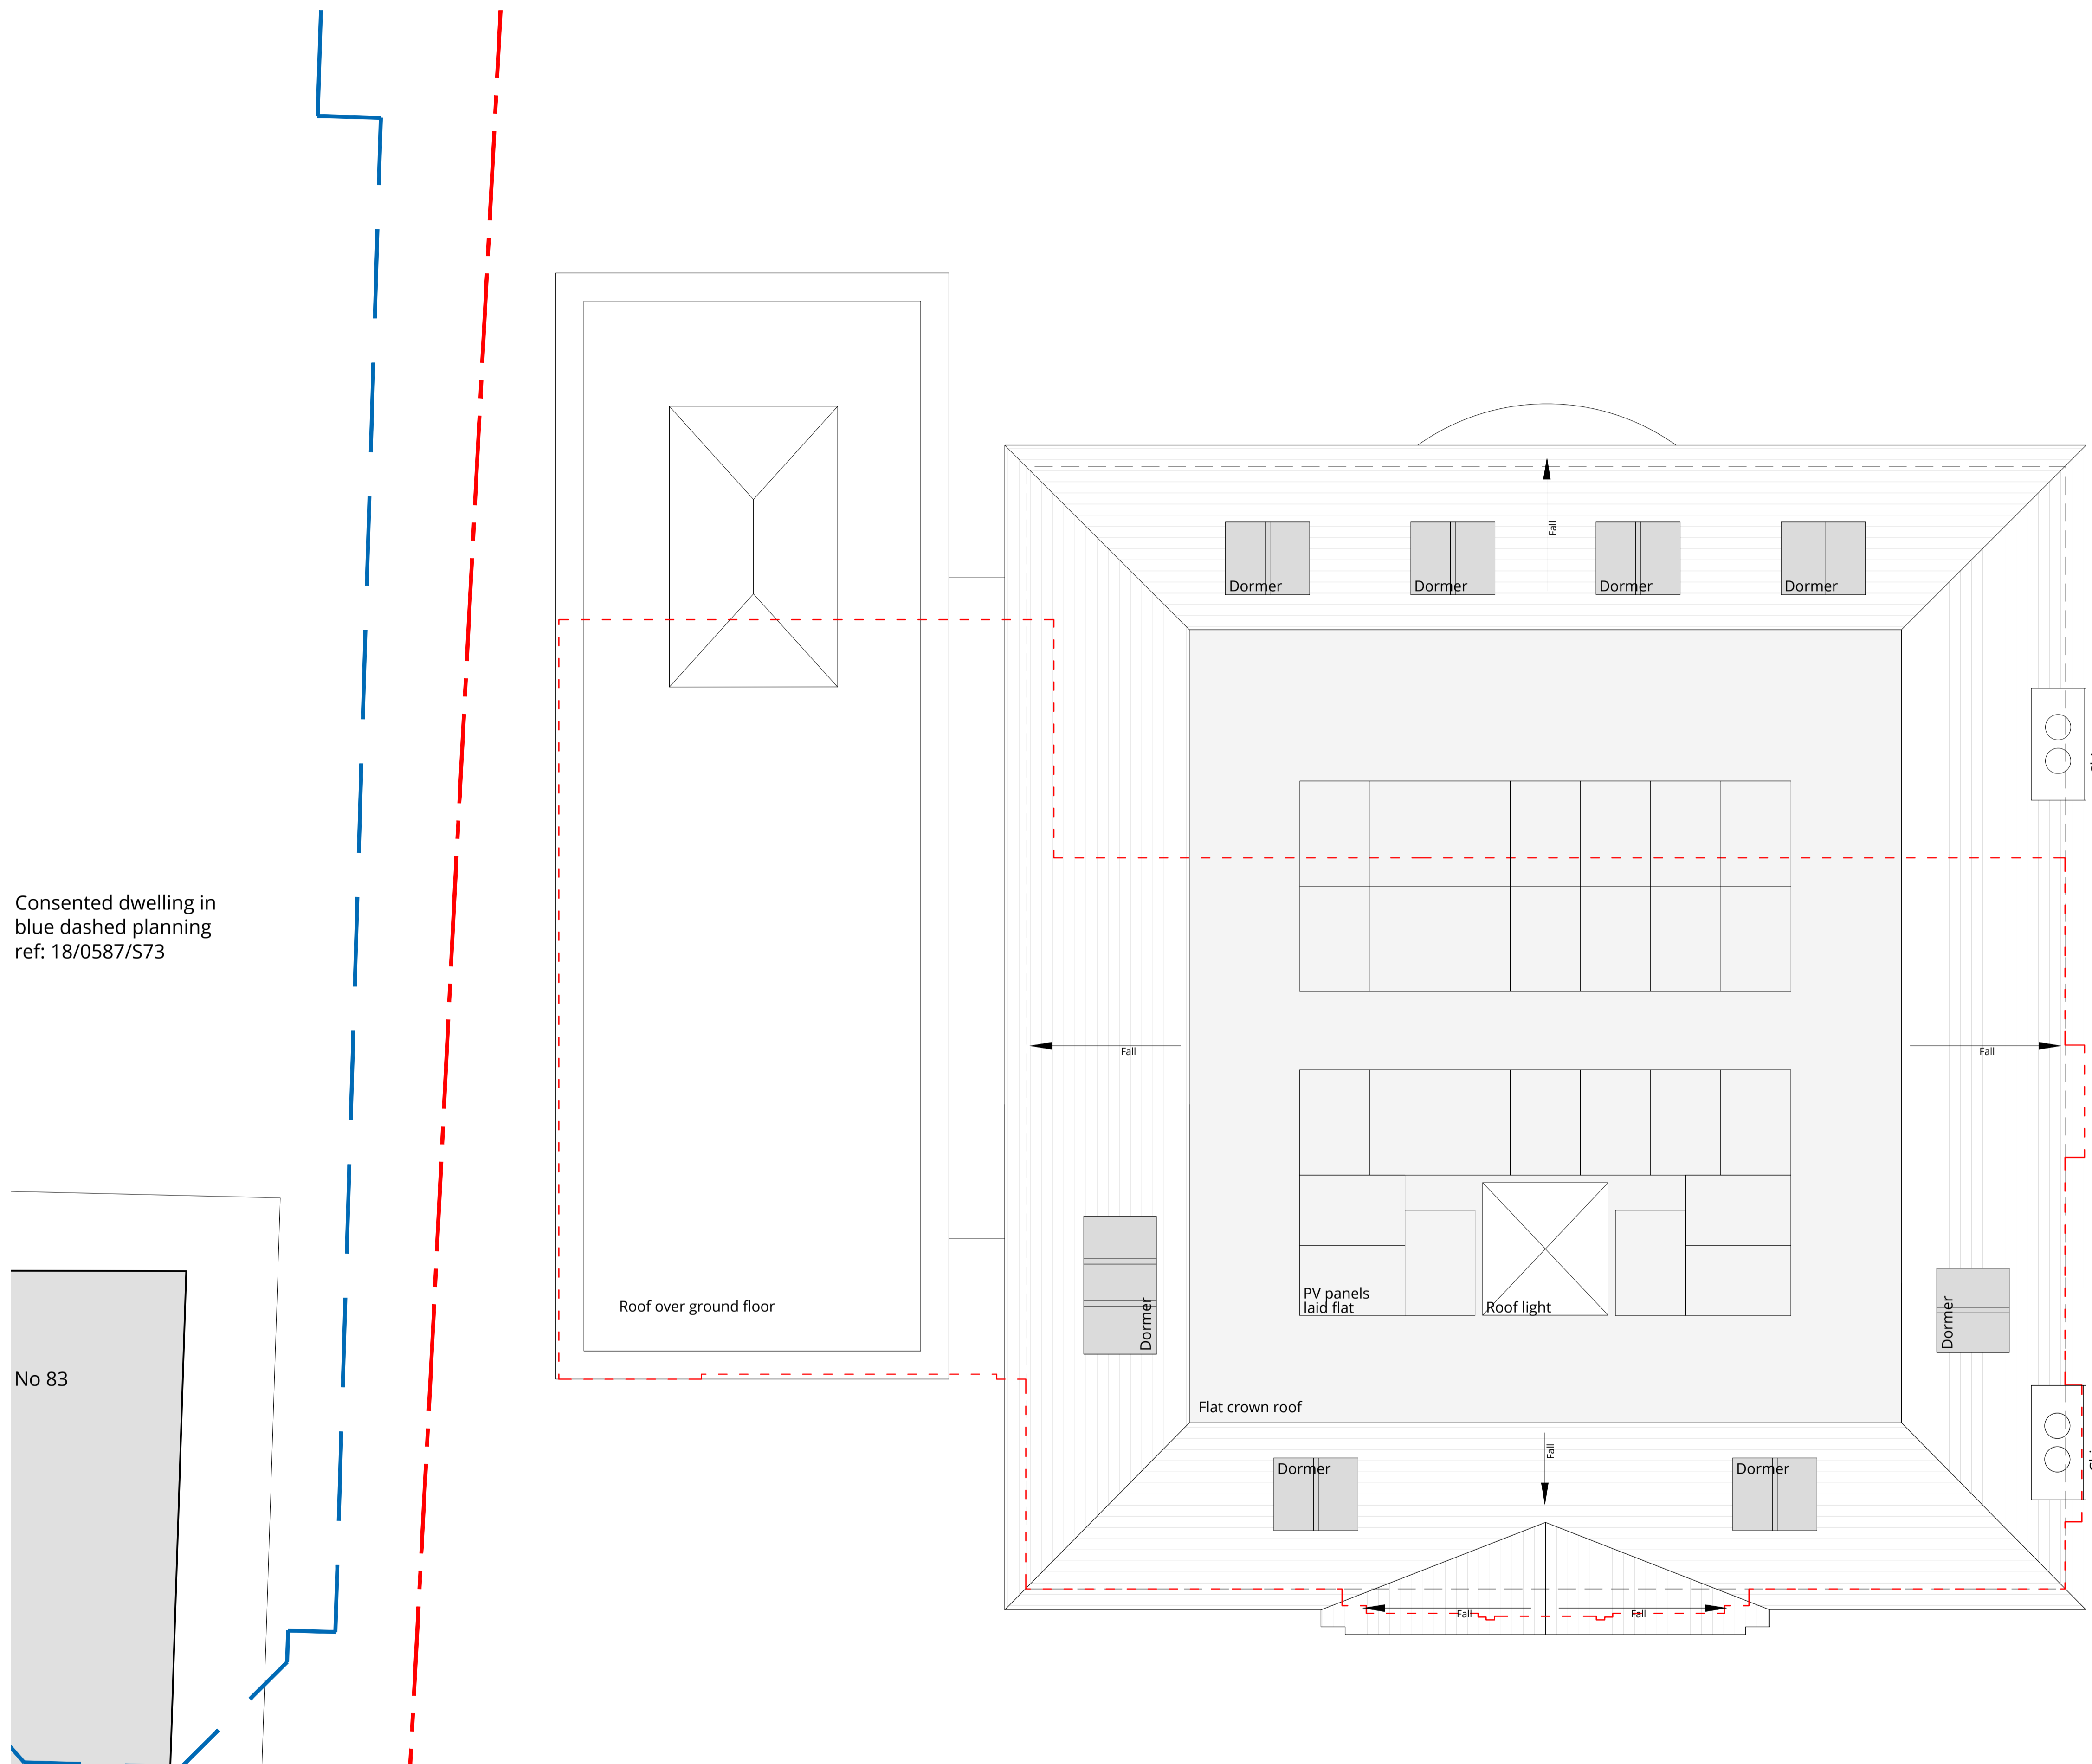 Fall
Dormer
Dormer
Dormer
Dormer
Consented dwelling in
blue dashed planning
ref: 18/0587/S73
Fall
Fall
PV panels
laid flat
Roof light
Roof over ground floor
Dormer
Dormer
No 83
Flat crown roof
Fall
Dormer
Dormer
Fall
Fall